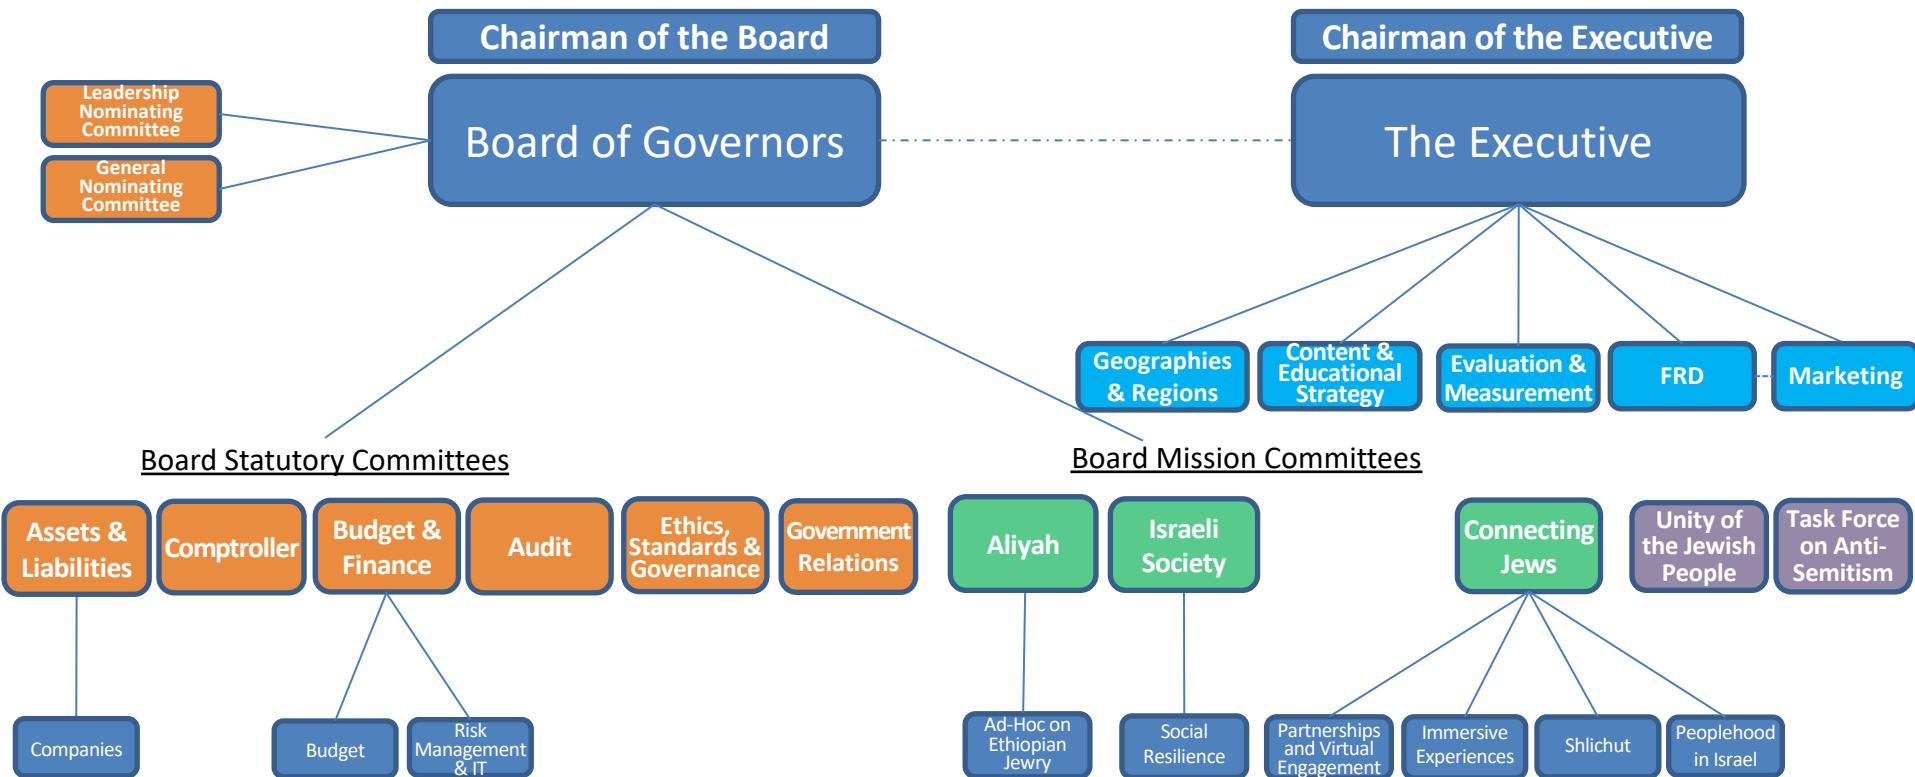 Chairman of the Board
Chairman of the Executive
Leadership
Nominating
Committee
General
Nominating
Committee
Board of Governors
The Executive
Geographies
& Regions
Content &
Educational
Strategy
Evaluation &
Measurement
FRD
Marketing
Board Statutory Committees
Board Mission Committees
Assets &
Liabilities
Comptroller
Budget &
Finance
Audit
Ethics,
Standards &
Governance
Government
Relations
Aliyah
Israeli
Society
Connecting
Jews
Unity of
the Jewish
People
Task Force
on Anti-
Semitism
Companies
Budget
Risk
Management
& IT
Ad-Hoc on
Ethiopian
Jewry
Social
Resilience
Partnerships
and Virtual
Engagement
Immersive
Experiences
Shlichut
Peoplehood
in Israel